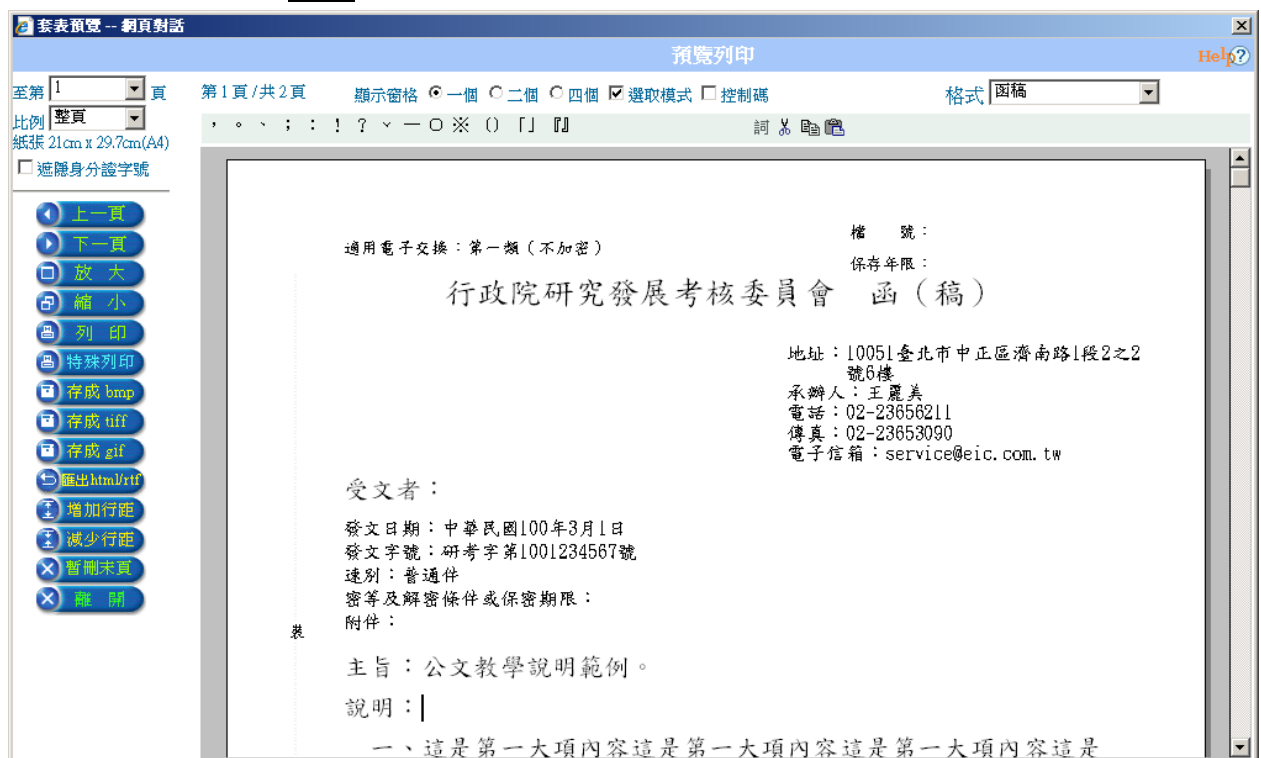 套表預覽 -- 網頁對話
預覽列印
Help?
至第 1 頁
第1頁/共2頁 顯示窗格 一個 二個 四個 選取模式 控制碼 格式 函稿
比例 整頁
， 。 、 ； ： ！ ？ ˇ — ○ ※ () 「」 『』 詞
紙張 21cm x 29.7cm(A4)
遮隱身分證字號
上一頁
下一頁
放 大
縮 小
列 印
特殊列印
存成 bmp
存成 tiff
存成 gif
匯出html/rtf
增加行距
減少行距
暫刪末頁
離 開
檔 號：
適用電子交換：第一類（不加密）
保存年限：
行政院研究發展考核委員會 函（稿）
地址：10051臺北市中正區濟南路1段2之2
號6樓
承辦人：王麗美
電話：02-23656211
傳真：02-23653090
電子信箱：service@eic.com.tw
受文者：
發文日期：中華民國100年3月1日
發文字號：研考字第1001234567號
速別：普通件
密等及解密條件或保密期限：
附件：
裝
主旨：公文教學說明範例。
說明：
一、這是第一大項內容這是第一大項內容這是第一大項內容這是